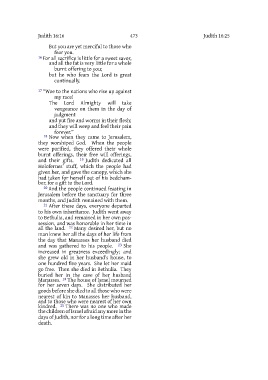 Judith 16:16 473 Judith 16:25
But you are yet merciful to those who
fear you.
16 For all sacrifice is little for a sweet savor,
and all the fat is very little for a whole
burnt offering to you;
but he who fears the Lord is great
continually.
17 “Woe to the nations who rise up against
my race!
The Lord Almighty will take
vengeance on them in the day of
judgment
and put fire and worms in their flesh;
and they will weep and feel their pain
forever.”
18 Now when they came to Jerusalem,
they worshiped God. When the people
were purified, they offered their whole
burnt offerings, their free will offerings,
and their gifts. 19 Judith dedicated all
Holofernes’ stuff, which the people had
given her, and gave the canopy, which she
had taken for herself out of his bedcham-
ber, for a gift to the Lord.
20 And the people continued feasting in
Jerusalem before the sanctuary for three
months, and Judith remained with them.
21 After these days, everyone departed
to his own inheritance. Judith went away
to Bethulia, and remained in her own pos-
session, and was honorable in her time in
all the land. 22 Many desired her, but no
man knew her all the days of her life from
the day that Manasses her husband died
and was gathered to his people. 23 She
increased in greatness exceedingly; and
she grew old in her husband’s house, to
one hundred five years. She let her maid
go free. Then she died in Bethulia. They
buried her in the cave of her husband
Manasses. 24 The house of Israel mourned
for her seven days. She distributed her
goods before she died to all those who were
nearest of kin to Manasses her husband,
and to those who were nearest of her own
kindred. 25 There was no one who made
the children of Israel afraid any more in the
days of Judith, nor for a long time after her
death.